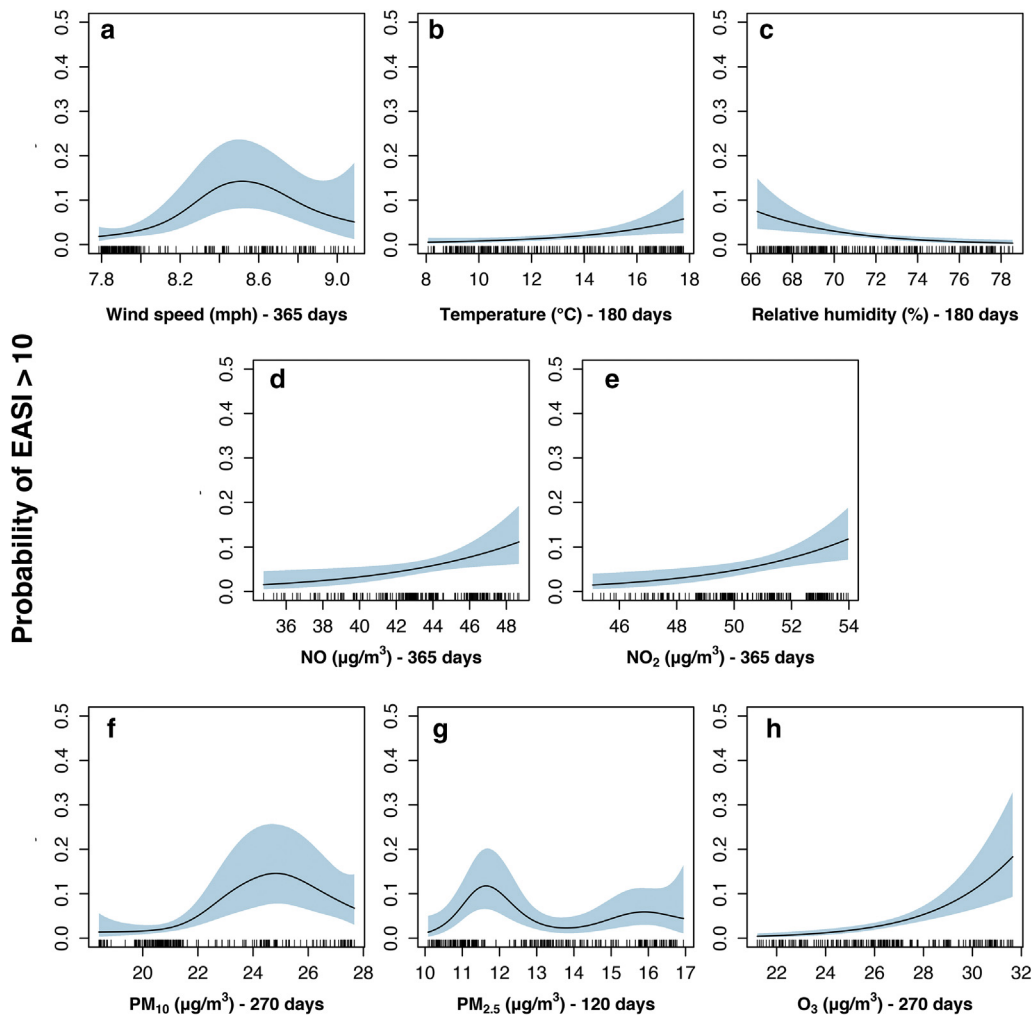 Probability of EASI > 10
a
0.0 0.1 0.2 0.3 0.4 0.5
7.8 8.2 8.6 9.0
Wind speed (mph) - 365 days
b
0.0 0.1 0.2 0.3 0.4 0.5
8 10 12 14 16 18
Temperature (°C) - 180 days
c
0.0 0.1 0.2 0.3 0.4 0.5
66 68 70 72 74 76 78
Relative humidity (%) - 180 days
d
0.0 0.1 0.2 0.3 0.4 0.5
36 38 40 42 44 46 48
NO (µg/m³) - 365 days
e
0.0 0.1 0.2 0.3 0.4 0.5
46 48 50 52 54
NO₂ (µg/m³) - 365 days
f
0.0 0.1 0.2 0.3 0.4 0.5
20 22 24 26 28
PM₁₀ (µg/m³) - 270 days
g
0.0 0.1 0.2 0.3 0.4 0.5
10 11 12 13 14 15 16 17
PM₂.₅ (µg/m³) - 120 days
h
0.0 0.1 0.2 0.3 0.4 0.5
22 24 26 28 30 32
O₃ (µg/m³) - 270 days